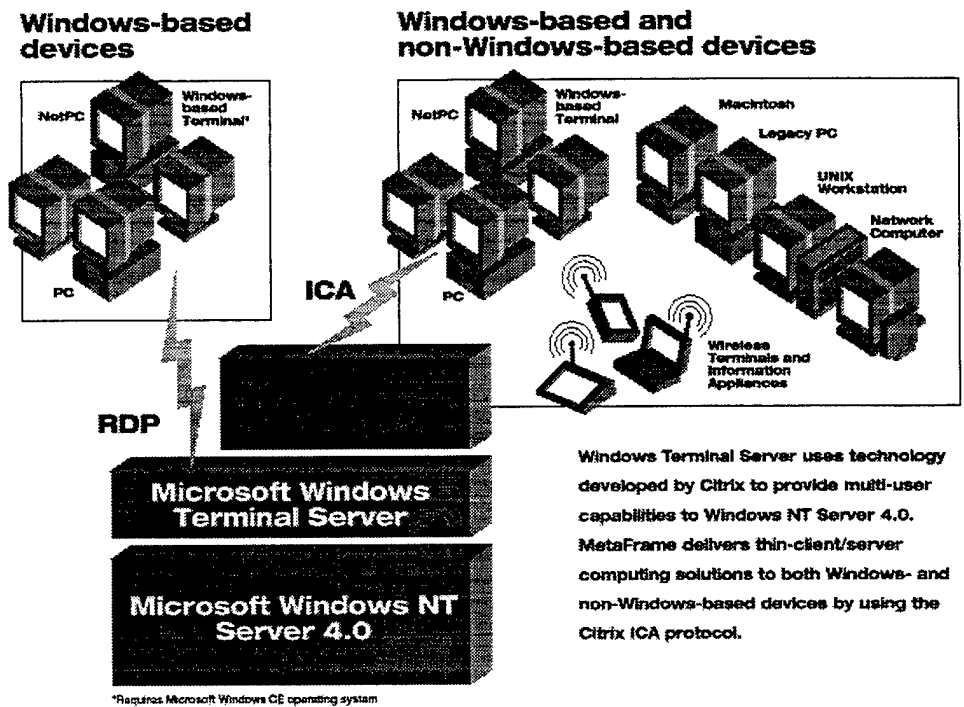 Windows-based
devices
Windows-based and
non-Windows-based devices
NetPC
Windows-
based
Terminal*
PC
NetPC
Windows-
based
Terminal
PC
Macintosh
Legacy PC
UNIX
Workstation
Network
Computer
Wireless
Terminals and
Information
Appliances
ICA
RDP
Microsoft Windows
Terminal Server
Microsoft Windows NT
Server 4.0
Windows Terminal Server uses technology
developed by Citrix to provide multi-user
capabilities to Windows NT Server 4.0.
MetaFrame delivers thin-client/server
computing solutions to both Windows- and
non-Windows-based devices by using the
Citrix ICA protocol.
*Requires Microsoft Windows CE operating system